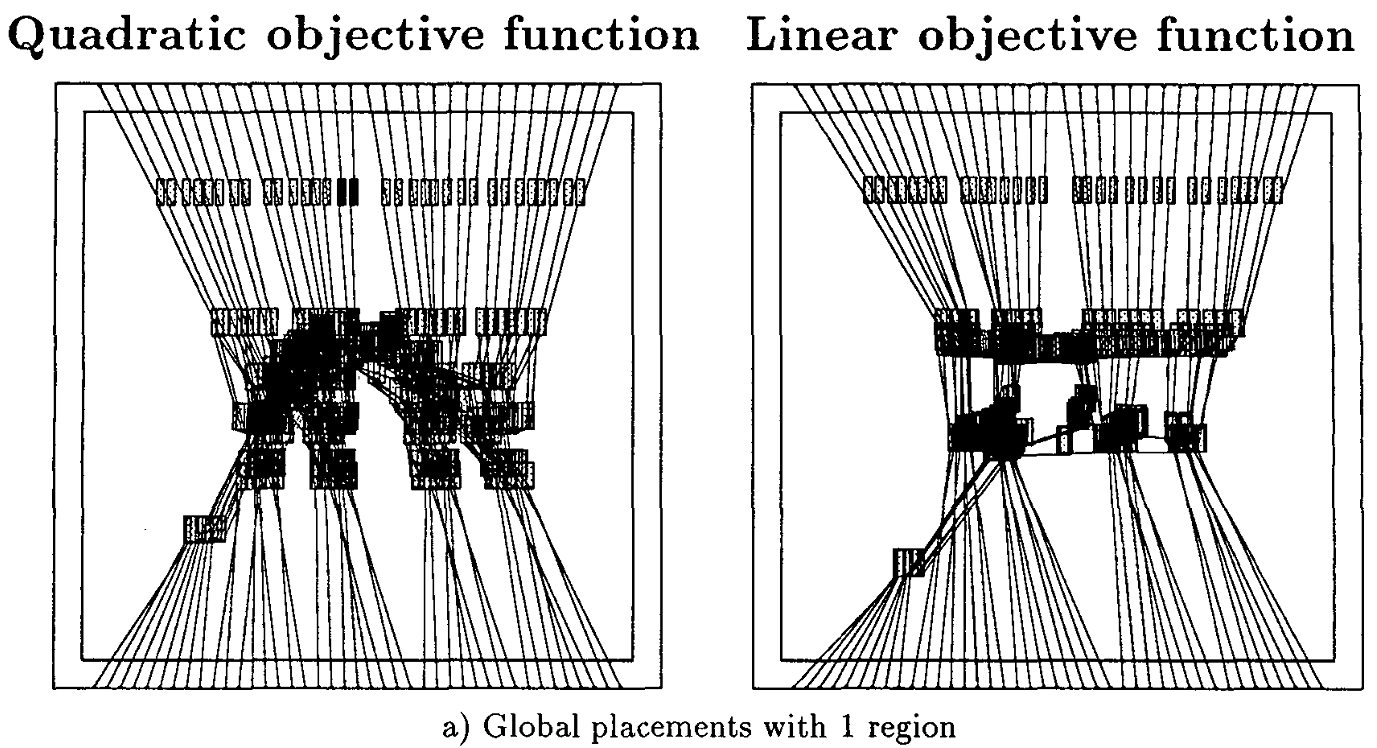 Quadratic objective function
Linear objective function
a) Global placements with 1 region